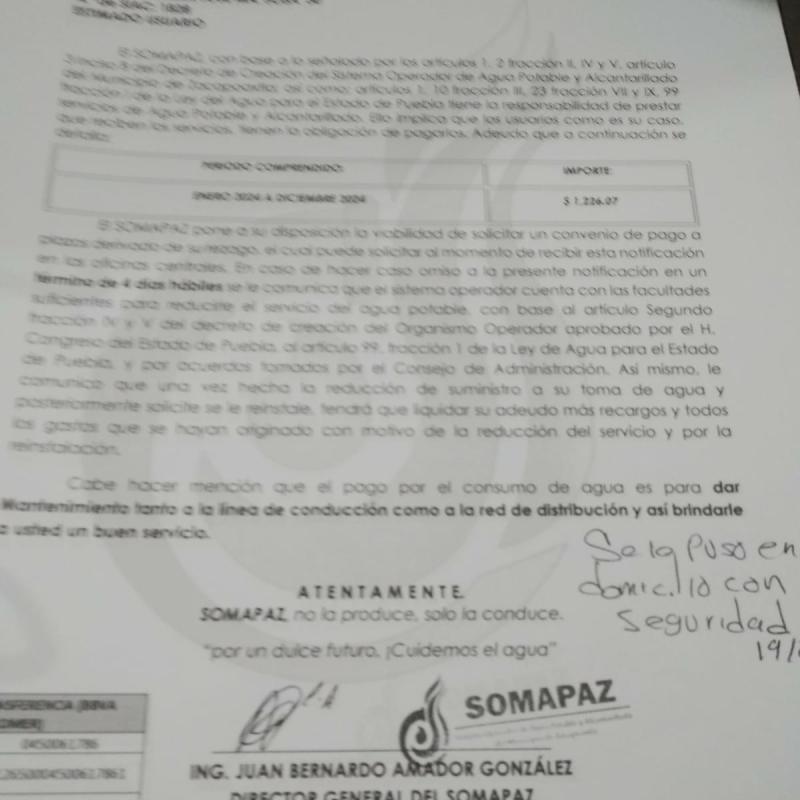 ESTIMADO USUARIO:
El SOMAPAZ, con base a lo señalado por los artículos 1, 2 fracción II, IV y V, artículo
3 inciso B del Decreto de Creación del Sistema Operador de Agua Potable y Alcantarillado
del Municipio de Zacapoaxtla; así como: artículos 1, 10 fracción III, 23 fracción VII y IX, 99
fracción I de la Ley del Agua para el Estado de Puebla tiene la responsabilidad de prestar
servicios de Agua Potable y Alcantarillado. Ello implica que los usuarios como es su caso,
que reciben los servicios, tienen la obligación de pagarlos. Adeudo que a continuación se
detalla:
PERIODO COMPRENDIDO: IMPORTE:
ENERO 2024 A DICIEMBRE 2024 $ 1,226.07
El SOMAPAZ pone a su disposición la viabilidad de solicitar un convenio de pago a
plazos derivado de su rezago, el cual puede solicitar al momento de recibir esta notificación
en las oficinas centrales. En caso de hacer caso omiso a la presente notificación en un
término de 4 días hábiles se le comunica que el sistema operador cuenta con las facultades
suficientes para reducirle el servicio del agua potable, con base al artículo Segundo
fracción IV y V del decreto de creación del Organismo Operador aprobado por el H.
Congreso del Estado de Puebla, al artículo 99, fracción 1 de la Ley de Agua para el Estado
de Puebla, y por acuerdos tomados por el Consejo de Administración. Así mismo, le
comunico que una vez hecha la reducción de suministro a su toma de agua y
posteriormente solicite se le reinstale, tendrá que liquidar su adeudo más recargos y todos
los gastos que se hayan originado con motivo de la reducción del servicio y por la
reinstalación.
Cabe hacer mención que el pago por el consumo de agua es para dar
Mantenimiento tanto a la línea de conducción como a la red de distribución y así brindarle
a usted un buen servicio.
Se la puso en
domicilio con
seguridad
19/
ATENTAMENTE.
SOMAPAZ, no la produce, solo la conduce.
"por un dulce futuro, ¡Cuidemos el agua"
SOMAPAZ
ING. JUAN BERNARDO AMADOR GONZÁLEZ
DIRECTOR GENERAL DEL SOMAPAZ
(BBVA
0450061786